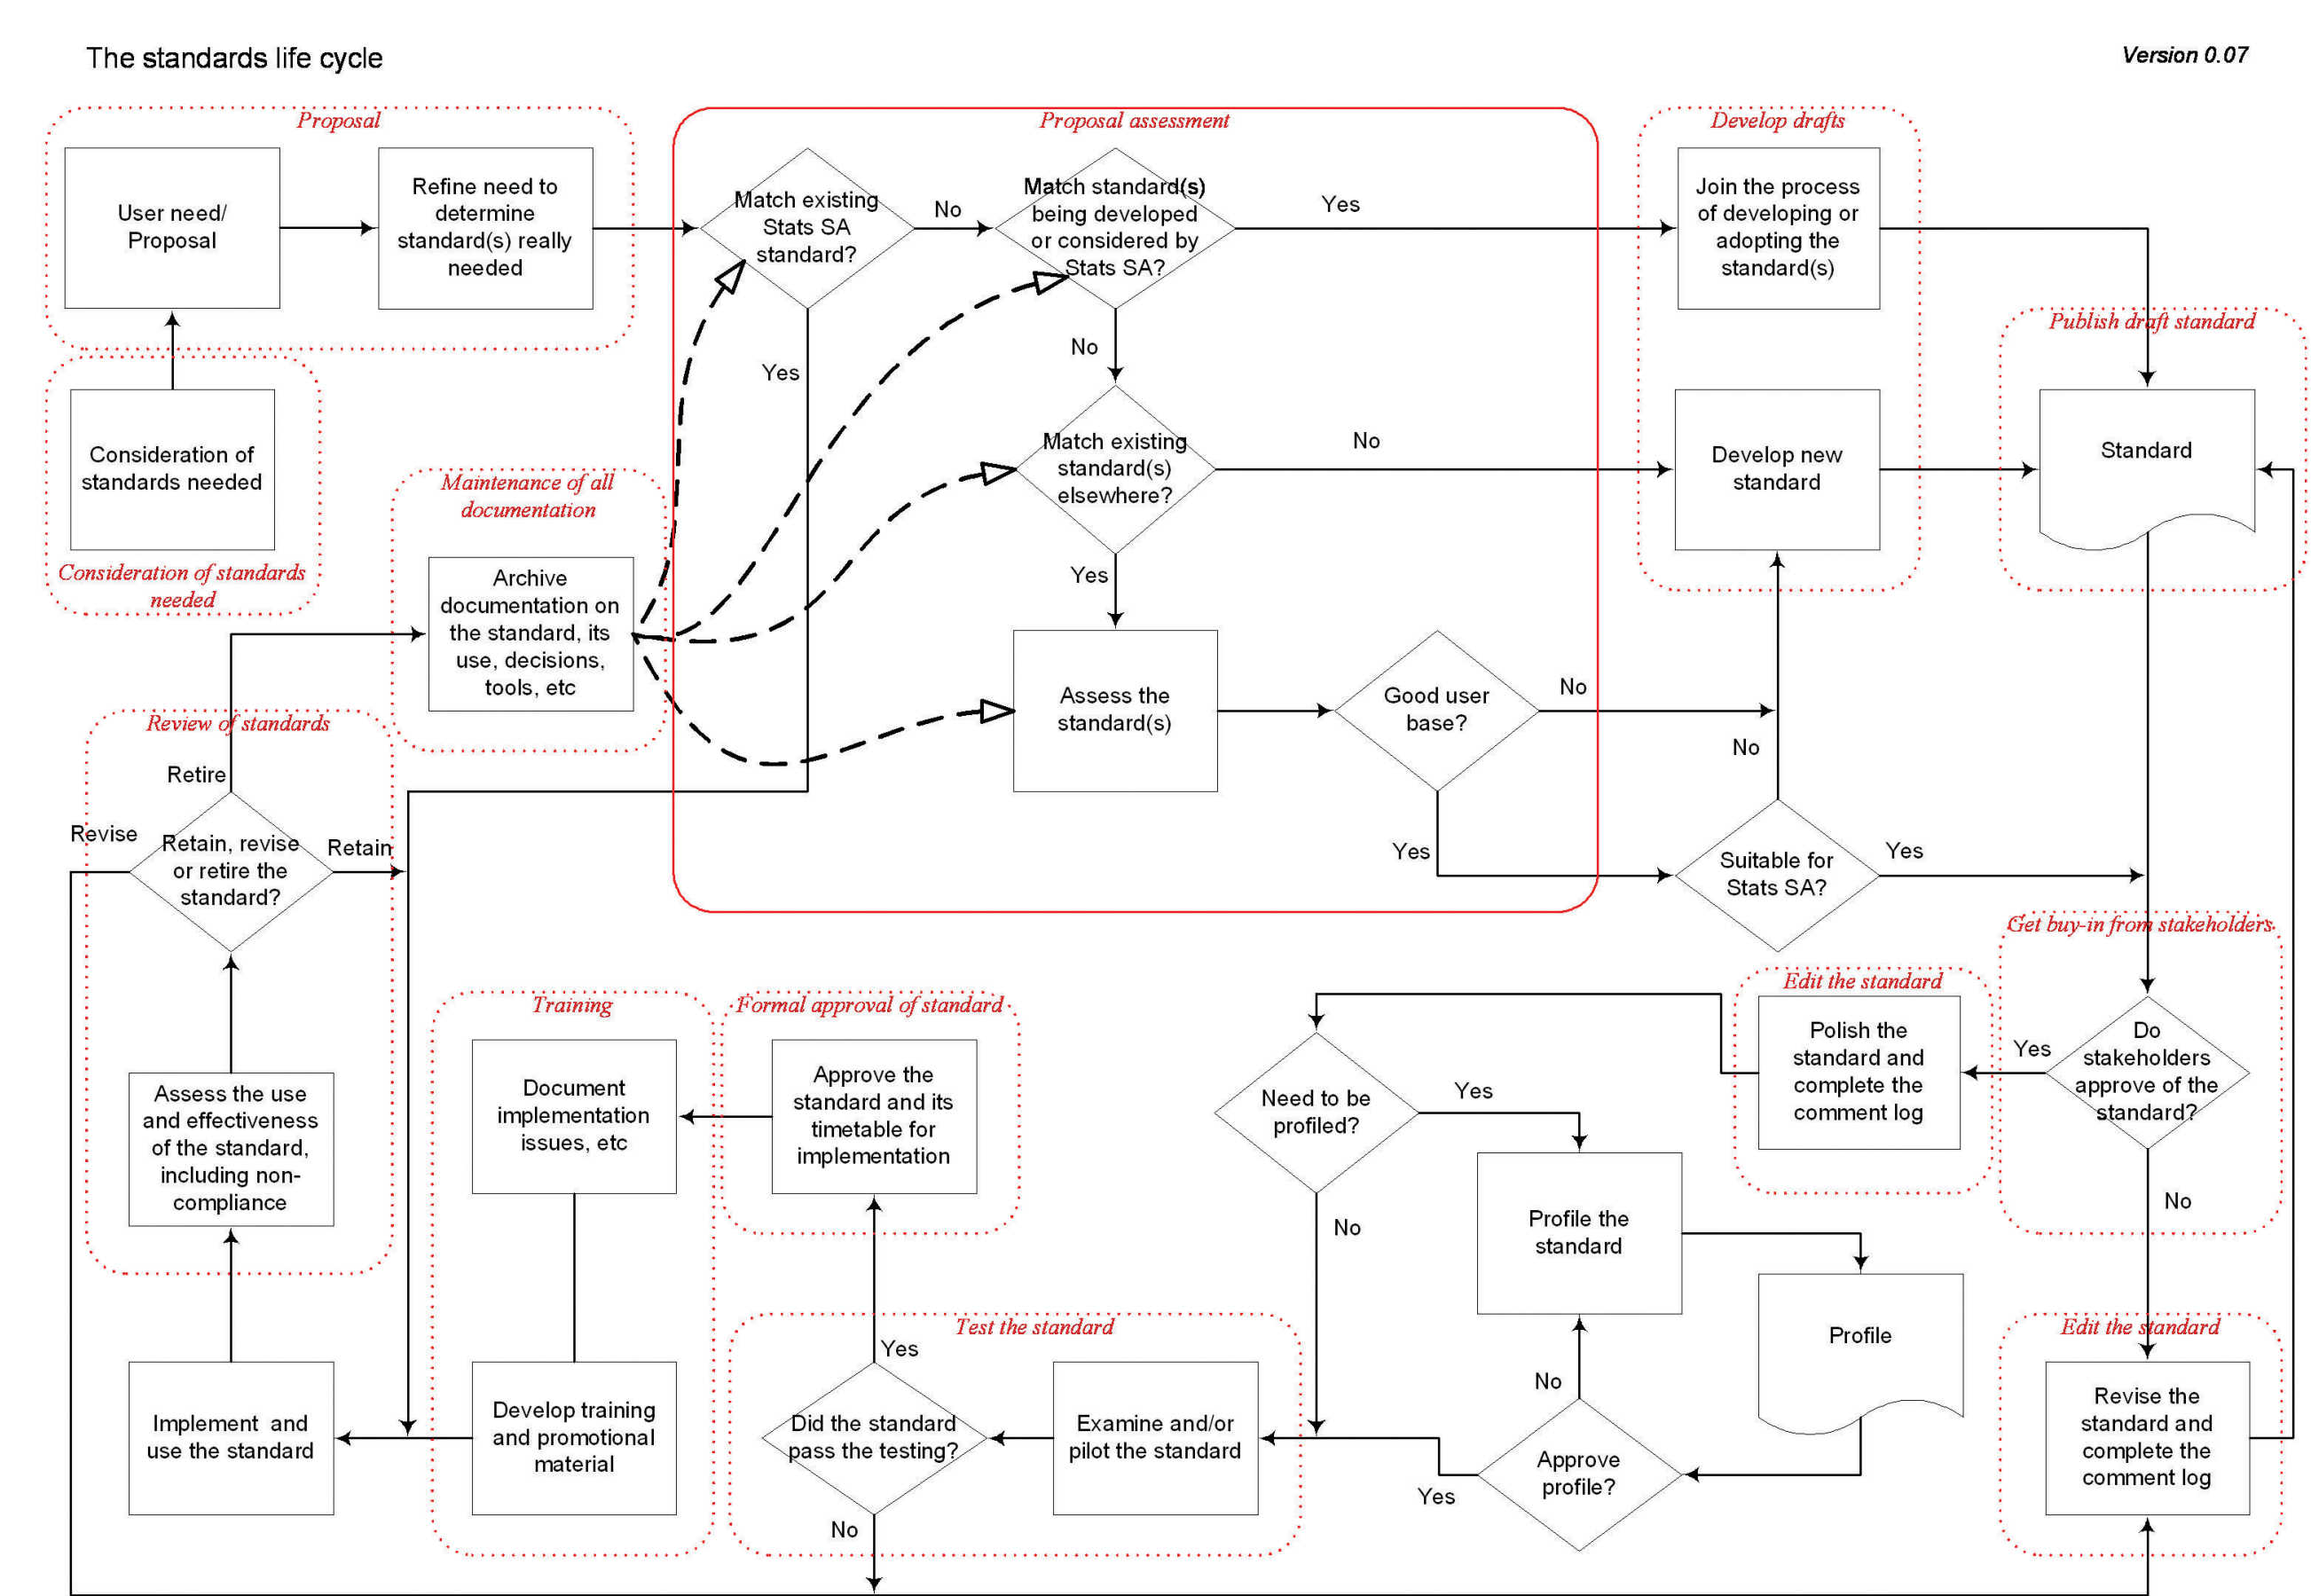 The standards life cycle
Version 0.07
Proposal
User need/
Proposal
Refine need to
determine
standard(s) really
needed
Proposal assessment
Match existing
Stats SA
standard?
No
Match standard(s)
being developed
or considered by
Stats SA?
Yes
Develop drafts
Join the process
of developing or
adopting the
standard(s)
Publish draft standard
Yes
No
Consideration of
standards needed
Consideration of standards
needed
Maintenance of all
documentation
Archive
documentation on
the standard, its
use, decisions,
tools, etc
Match existing
standard(s)
elsewhere?
No
Develop new
standard
Standard
Yes
Assess the
standard(s)
Good user
base?
No
No
Yes
Suitable for
Stats SA?
Yes
Review of standards
Retire
Revise
Retain, revise
or retire the
standard?
Retain
Get buy-in from stakeholders
Do
stakeholders
approve of the
standard?
Yes
No
Edit the standard
Polish the
standard and
complete the
comment log
Need to be
profiled?
Yes
No
Profile the
standard
Profile
No
Approve
profile?
Yes
Edit the standard
Revise the
standard and
complete the
comment log
Training
Document
implementation
issues, etc
Develop training
and promotional
material
Formal approval of standard
Approve the
standard and its
timetable for
implementation
Test the standard
Yes
Did the standard
pass the testing?
No
Examine and/or
pilot the standard
Assess the use
and effectiveness
of the standard,
including non-
compliance
Implement and
use the standard